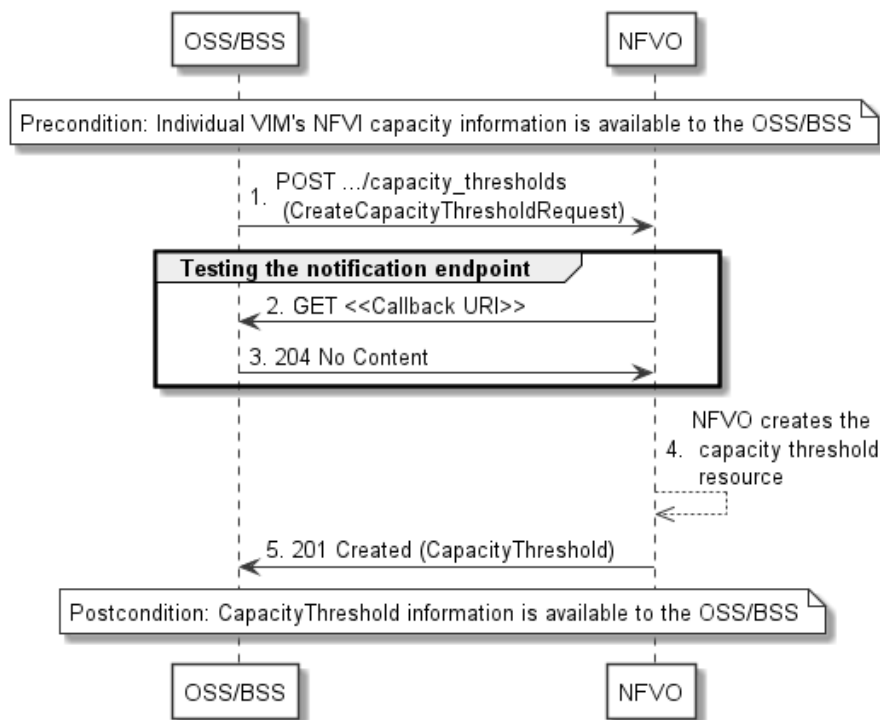 OSS/BSS
NFVO
Precondition: Individual VIM's NFVI capacity information is available to the OSS/BSS
1. POST .../capacity_thresholds
(CreateCapacityThresholdRequest)
Testing the notification endpoint
2. GET <<Callback URI>>
3. 204 No Content
NFVO creates the
4. capacity threshold
resource
5. 201 Created (CapacityThreshold)
Postcondition: CapacityThreshold information is available to the OSS/BSS
OSS/BSS
NFVO